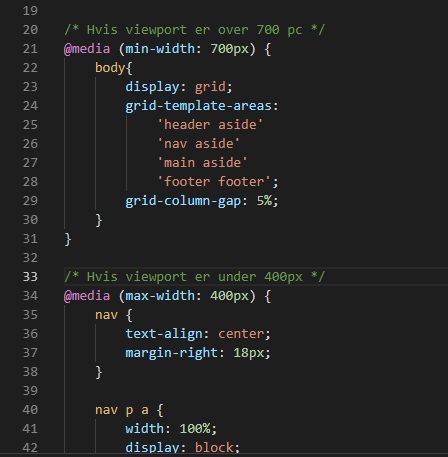 19
20 /* Hvis viewport er over 700 pc */
21 @media (min-width: 700px) {
22 body{
23 display: grid;
24 grid-template-areas:
25 'header aside'
26 'nav aside'
27 'main aside'
28 'footer footer';
29 grid-column-gap: 5%;
30 }
31 }
32
33 /* Hvis viewport er under 400px */
34 @media (max-width: 400px) {
35 nav {
36 text-align: center;
37 margin-right: 18px;
38 }
39
40 nav p a {
41 width: 100%;
42 display: block;